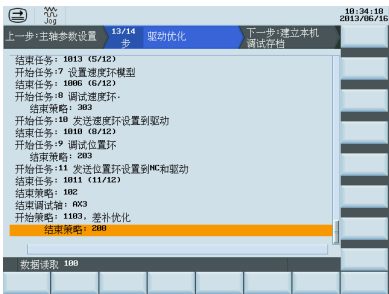 Jog
10:34:18
2013/06/16
上一步:主轴参数设置
13/14
步
驱动优化
下一步:建立本机
调试存档
结束任务: 1013 (5/12)
开始任务:7 设置速度环模型
结束任务: 1006 (6/12)
开始任务:8 调试速度环.
结束策略: 303
开始任务:10 发送速度环设置到驱动
结束任务: 1010 (8/12)
开始任务:9 调试位置环
结束策略: 203
开始任务:11 发送位置环设置到NC和驱动
结束任务: 1011 (11/12)
结束策略: 102
结束调试轴: AX3
开始策略: 1103, 差补优化
结束策略: 200
数据读取 100